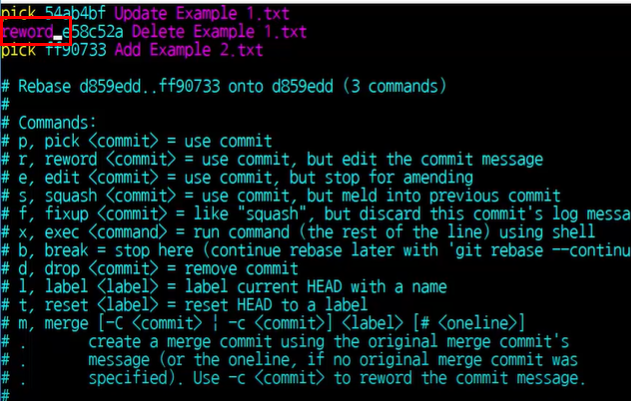 pick 54ab4bf Update Example 1.txt
reword e58c52a Delete Example 1.txt
pick ff90733 Add Example 2.txt
# Rebase d859edd..ff90733 onto d859edd (3 commands)
#
# Commands:
# p, pick <commit> = use commit
# r, reword <commit> = use commit, but edit the commit message
# e, edit <commit> = use commit, but stop for amending
# s, squash <commit> = use commit, but meld into previous commit
# f, fixup <commit> = like "squash", but discard this commit's log messa
# x, exec <command> = run command (the rest of the line) using shell
# b, break = stop here (continue rebase later with 'git rebase --continu
# d, drop <commit> = remove commit
# l, label <label> = label current HEAD with a name
# t, reset <label> = reset HEAD to a label
# m, merge [-C <commit> | -c <commit>] <label> [# <oneline>]
# .       create a merge commit using the original merge commit's
# .       message (or the oneline, if no original merge commit was
# .       specified). Use -c <commit> to reword the commit message.
#